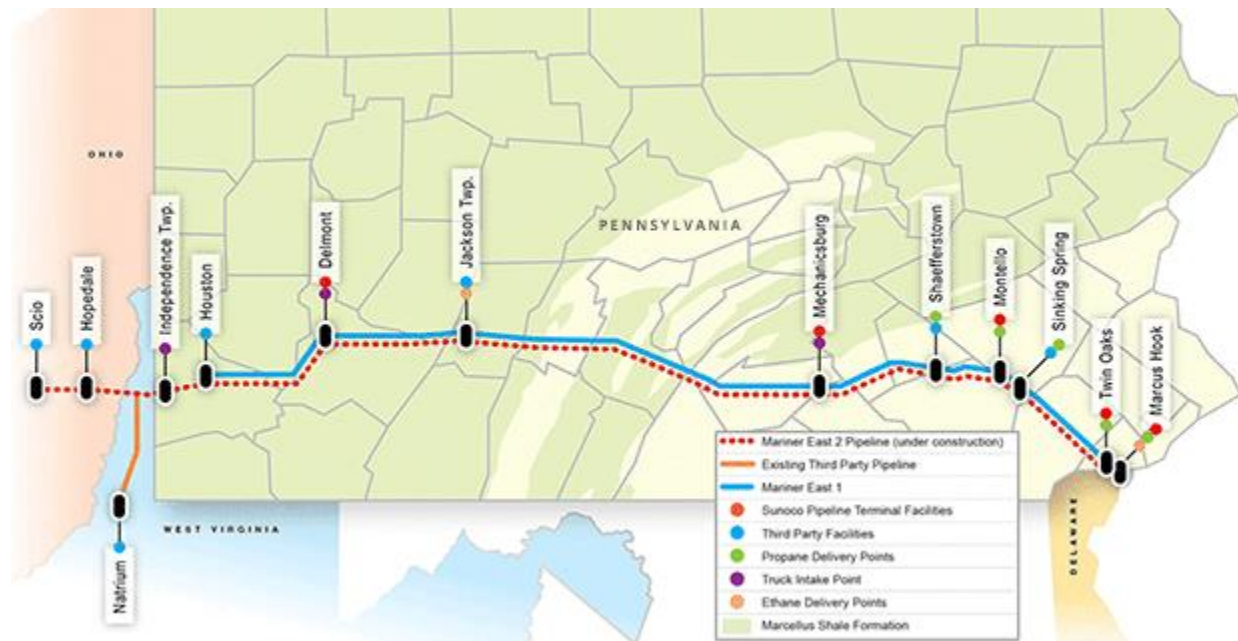 OHIO
PENNSYLVANIA
WEST VIRGINIA
DELAWARE
Scio
Hopedale
Natrium
Independence Twp.
Houston
Delmont
Jackson Twp.
Mechanicsburg
Shaefferstown
Montello
Sinking Spring
Twin Oaks
Marcus Hook
Mariner East 2 Pipeline (under construction)
Existing Third Party Pipeline
Mariner East 1
Sunoco Pipeline Terminal Facilities
Third Party Facilities
Propane Delivery Points
Truck Intake Point
Ethane Delivery Points
Marcellus Shale Formation